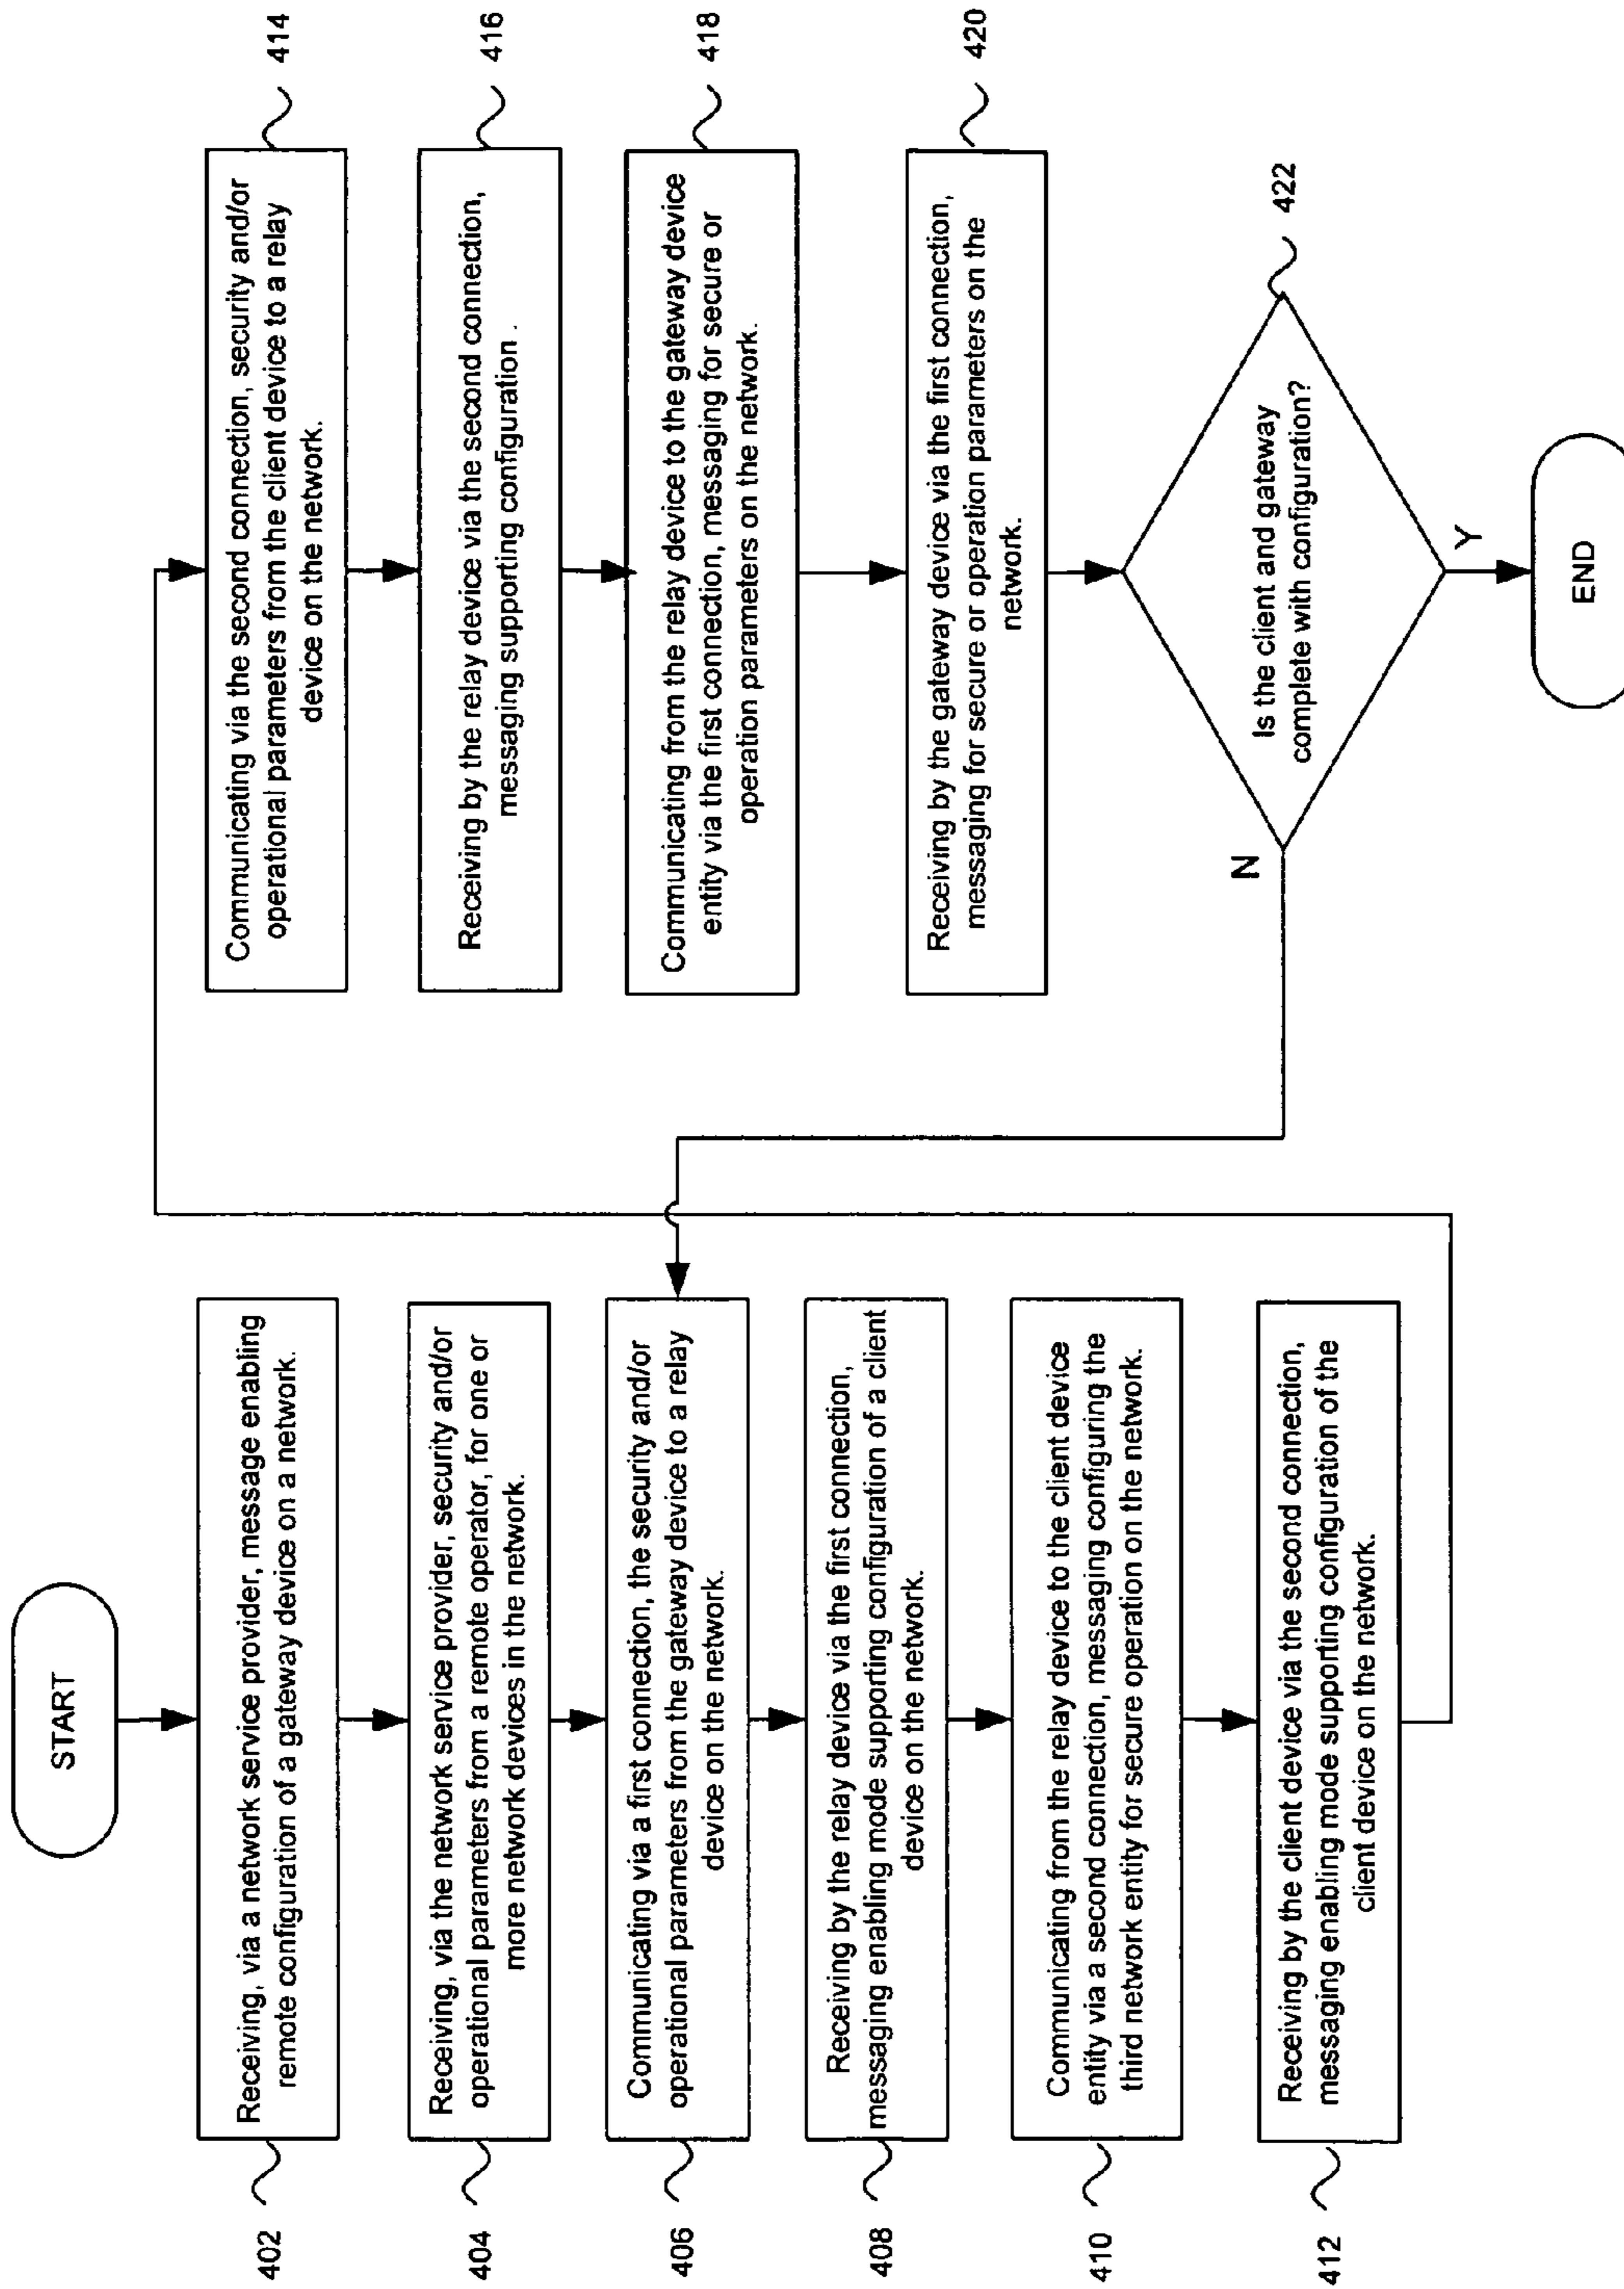 START
402
Receiving, via a network service provider, message enabling
remote configuration of a gateway device on a network.
404
Receiving, via the network service provider, security and/or
operational parameters from a remote operator, for one or
more network devices in the network.
406
Communicating via a first connection, the security and/or
operational parameters from the gateway device to a relay
device on the network.
408
Receiving by the relay device via the first connection,
messaging enabling mode supporting configuration of a client
device on the network.
410
Communicating from the relay device to the client device
entity via a second connection, messaging configuring the
third network entity for secure operation on the network.
412
Receiving by the client device via the second connection,
messaging enabling mode supporting configuration of the
client device on the network.
414
Communicating via the second connection, security and/or
operational parameters from the client device to a relay
device on the network.
416
Receiving by the relay device via the second connection,
messaging supporting configuration .
418
Communicating from the relay device to the gateway device
entity via the first connection, messaging for secure or
operation parameters on the network.
420
Receiving by the gateway device via the first connection,
messaging for secure or operation parameters on the
network.
422
Is the client and gateway
complete with configuration?
N
Y
END